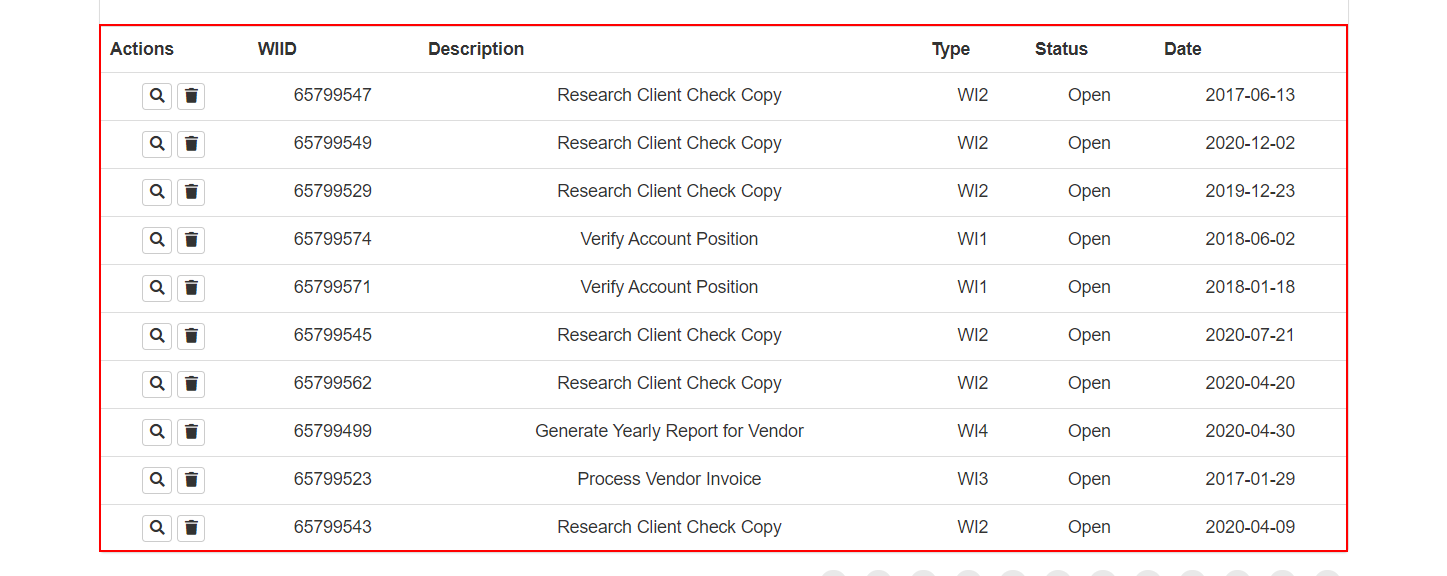 Actions WIID Description Type Status Date
65799547 Research Client Check Copy WI2 Open 2017-06-13
65799549 Research Client Check Copy WI2 Open 2020-12-02
65799529 Research Client Check Copy WI2 Open 2019-12-23
65799574 Verify Account Position WI1 Open 2018-06-02
65799571 Verify Account Position WI1 Open 2018-01-18
65799545 Research Client Check Copy WI2 Open 2020-07-21
65799562 Research Client Check Copy WI2 Open 2020-04-20
65799499 Generate Yearly Report for Vendor WI4 Open 2020-04-30
65799523 Process Vendor Invoice WI3 Open 2017-01-29
65799543 Research Client Check Copy WI2 Open 2020-04-09